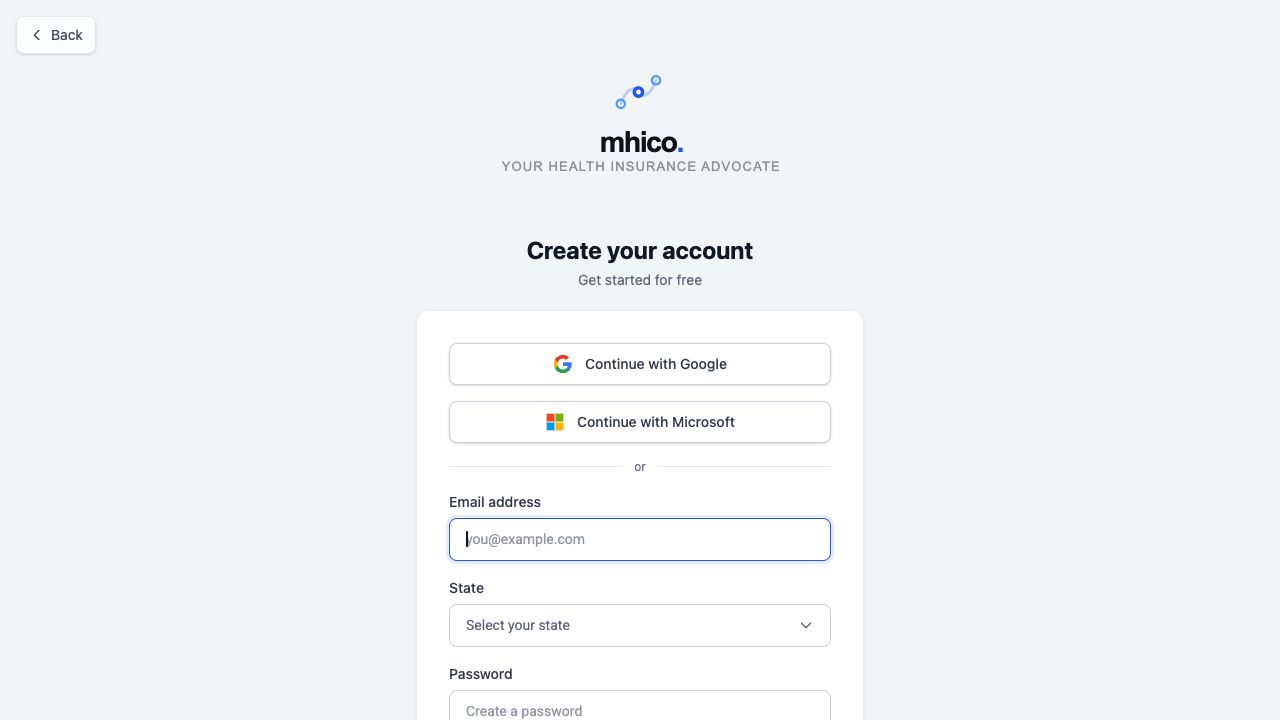 Back
mhico.
YOUR HEALTH INSURANCE ADVOCATE
Create your account
Get started for free
Continue with Google
Continue with Microsoft
or
Email address
you@example.com
State
Select your state
Password
Create a password